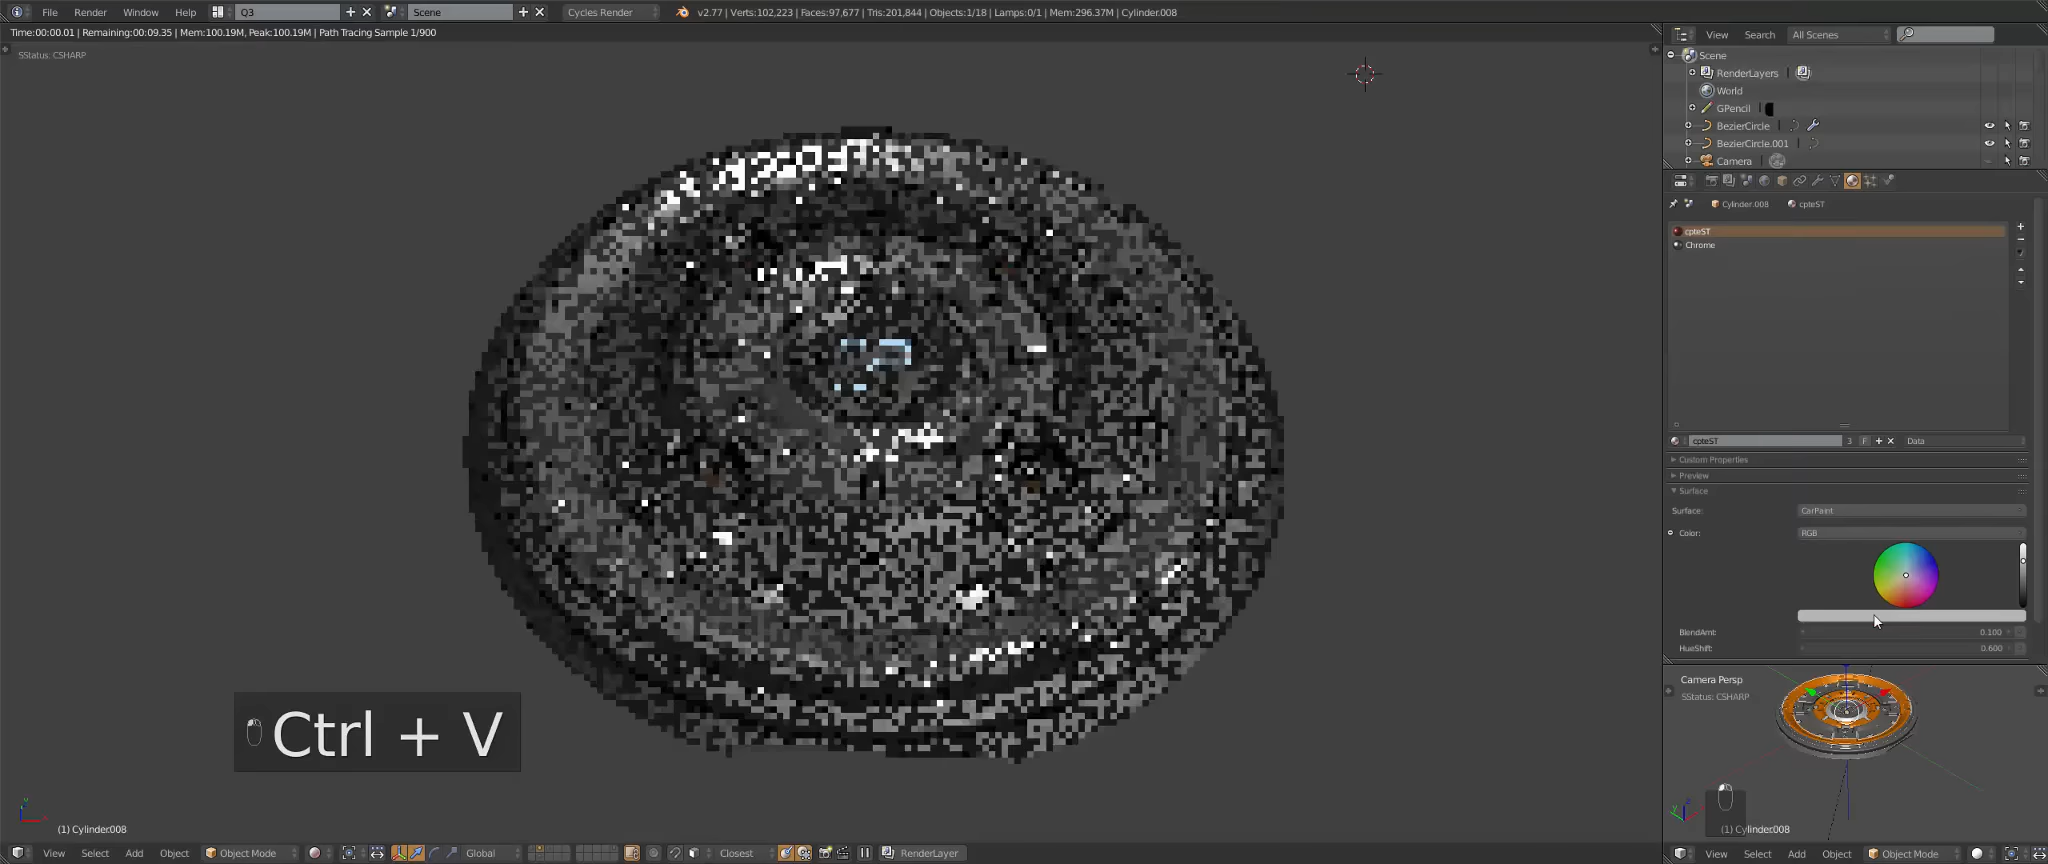 File Render Window Help Q3 Scene Cycles Render v2.77 | Verts:102,223 | Faces:97,677 | Tris:201,844 | Objects:1/18 | Lamps:0/1 | Mem:296.37M | Cylinder.008
Time:00:00.01 | Remaining:00:09.35 | Mem:100.19M, Peak:100.19M | Path Tracing Sample 1/900
SStatus: CSHARP
View Search All Scenes
Scene
RenderLayers
World
GPencil
BezierCircle
BezierCircle.001
Camera
Cylinder.008 cpteST
cpteST
Chrome
cpteST 3 F Data
Custom Properties
Preview
Surface
Surface: CarPaint
Color: RGB
BlendAmt: 0.100
HueShift: 0.600
Camera Persp
SStatus: CSHARP
Ctrl + V
(1) Cylinder.008
(1) Cylinder.008
View Select Add Object Object Mode Global Closest RenderLayer
View Select Add Object Object Mode